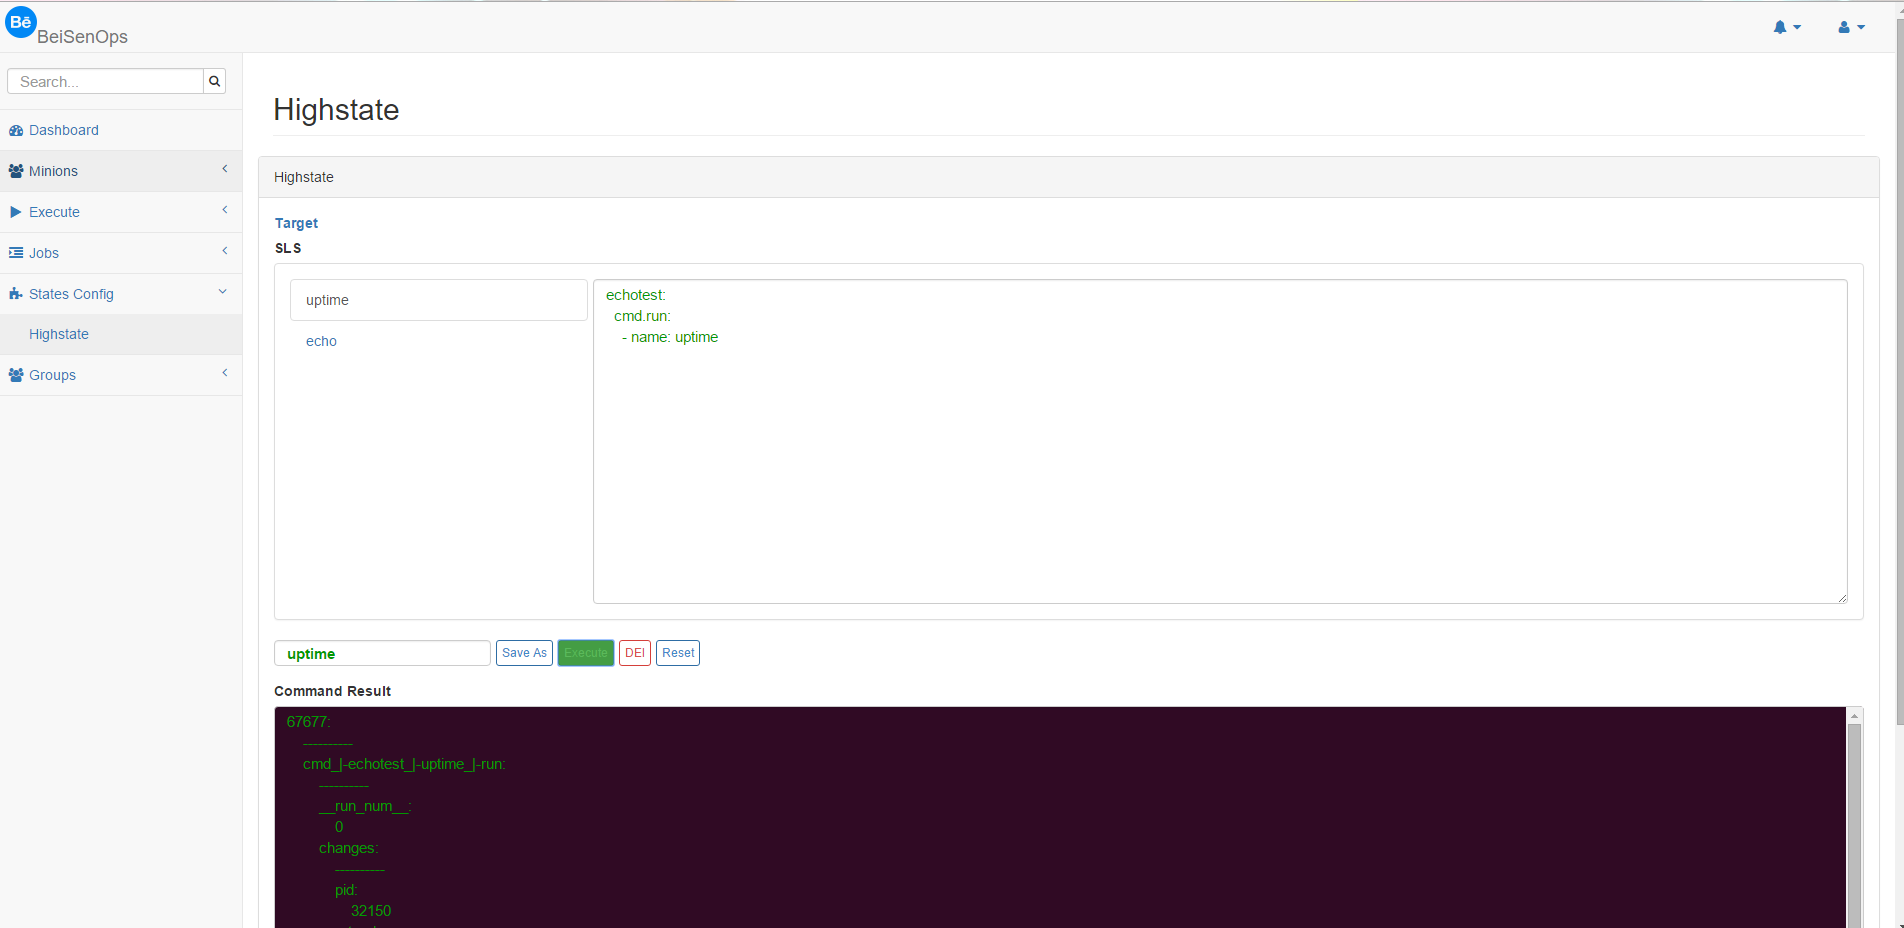 Bē
BeiSenOps
Search...
Dashboard
Minions
Execute
Jobs
States Config
Highstate
Groups
Highstate
Highstate
Target
SLS
uptime
echo
echotest:
cmd.run:
- name: uptime
uptime
Save As
Execute
DEl
Reset
Command Result
67677:
----------
cmd_|-echotest_|-uptime_|-run:
----------
__run_num__:
0
changes:
----------
pid:
32150